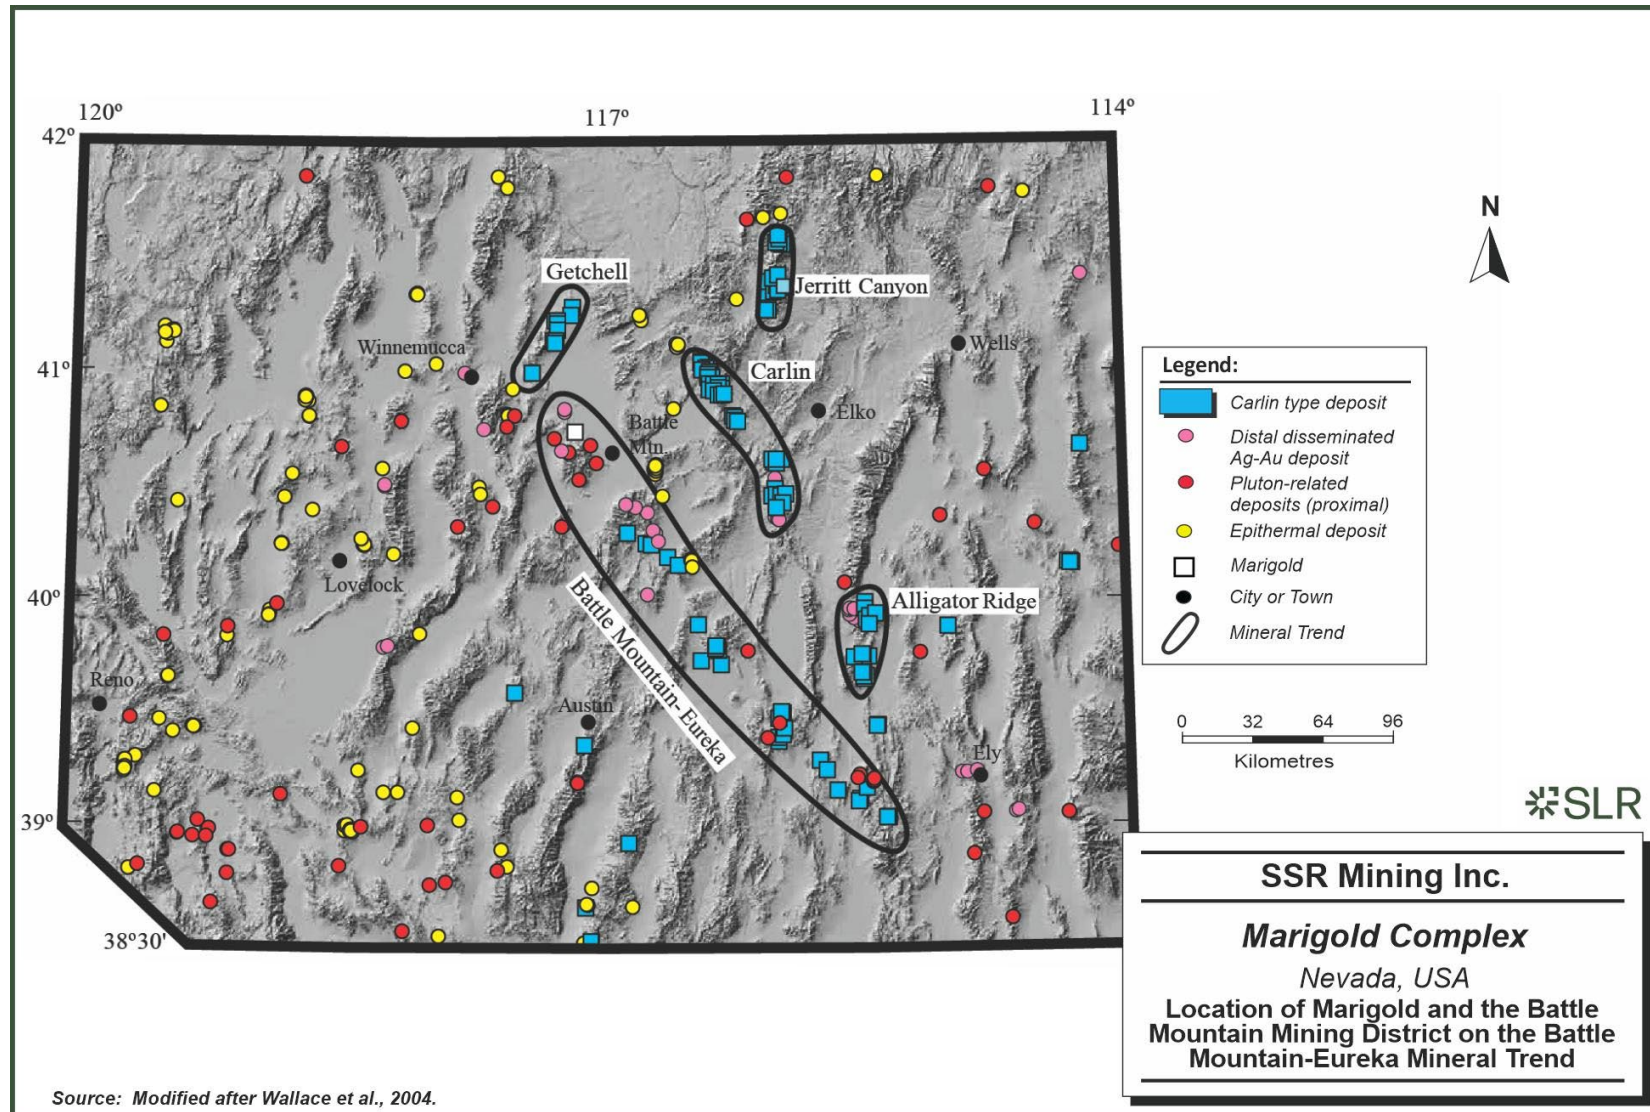 120º
117º
114º
42º
Getchell
Jerritt Canyon
N
Winnemucca
Wells
41º
Carlin
Legend:
Carlin type deposit
Elko
Battle
Mtn.
Distal disseminated
Ag-Au deposit
Pluton-related
deposits (proximal)
Epithermal deposit
Marigold
Lovelock
40º
Alligator Ridge
City or Town
Mineral Trend
Battle Mountain- Eureka
Reno
Austin
0 32 64 96
Kilometres
Ely
39º
SLR
38º30'
SSR Mining Inc.
Marigold Complex
Nevada, USA
Location of Marigold and the Battle
Mountain Mining District on the Battle
Mountain-Eureka Mineral Trend
Source: Modified after Wallace et al., 2004.